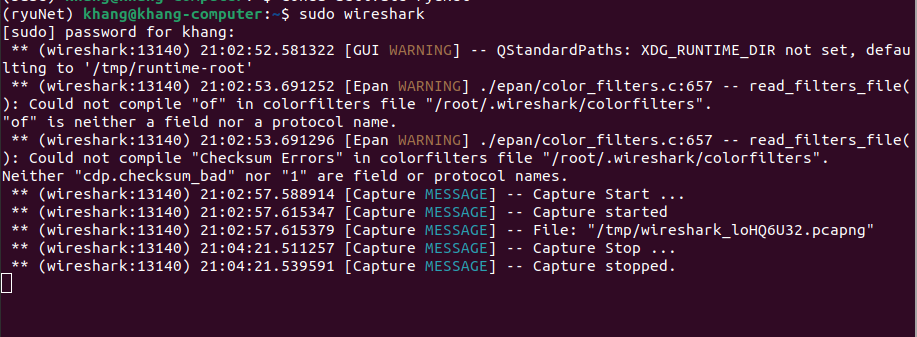 (ryuNet) khang@khang-computer:~$ sudo wireshark
[sudo] password for khang:
 ** (wireshark:13140) 21:02:52.581322 [GUI WARNING] -- QStandardPaths: XDG_RUNTIME_DIR not set, defau
lting to '/tmp/runtime-root'
 ** (wireshark:13140) 21:02:53.691252 [Epan WARNING] ./epan/color_filters.c:657 -- read_filters_file(
): Could not compile "of" in colorfilters file "/root/.wireshark/colorfilters".
"of" is neither a field nor a protocol name.
 ** (wireshark:13140) 21:02:53.691296 [Epan WARNING] ./epan/color_filters.c:657 -- read_filters_file(
): Could not compile "Checksum Errors" in colorfilters file "/root/.wireshark/colorfilters".
Neither "cdp.checksum_bad" nor "1" are field or protocol names.
 ** (wireshark:13140) 21:02:57.588914 [Capture MESSAGE] -- Capture Start ...
 ** (wireshark:13140) 21:02:57.615347 [Capture MESSAGE] -- Capture started
 ** (wireshark:13140) 21:02:57.615379 [Capture MESSAGE] -- File: "/tmp/wireshark_loHQ6U32.pcapng"
 ** (wireshark:13140) 21:04:21.511257 [Capture MESSAGE] -- Capture Stop ...
 ** (wireshark:13140) 21:04:21.539591 [Capture MESSAGE] -- Capture stopped.